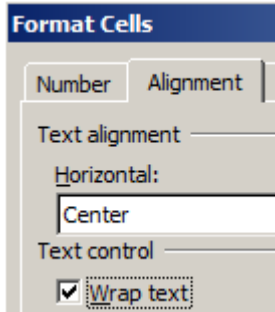 Format Cells
Number Alignment
Text alignment
Horizontal:
Center
Text control
Wrap text